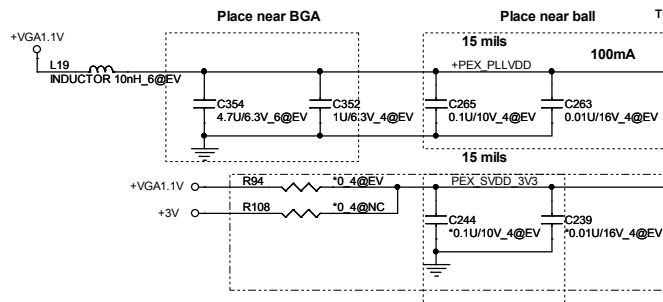 Place near BGA
Place near ball
+VGA1.1V
15 mils
100mA
L19
INDUCTOR 10nH_6@EV
+PEX_PLLVDD
C354
4.7U/6.3V_6@EV
C352
1U/6.3V_4@EV
C265
0.1U/10V_4@EV
C263
0.01U/16V_4@EV
15 mils
+VGA1.1V
R94
*0_4@EV
PEX_SVDD_3V3
+3V
R108
*0_4@NC
C244
*0.1U/10V_4@EV
C239
*0.01U/16V_4@EV